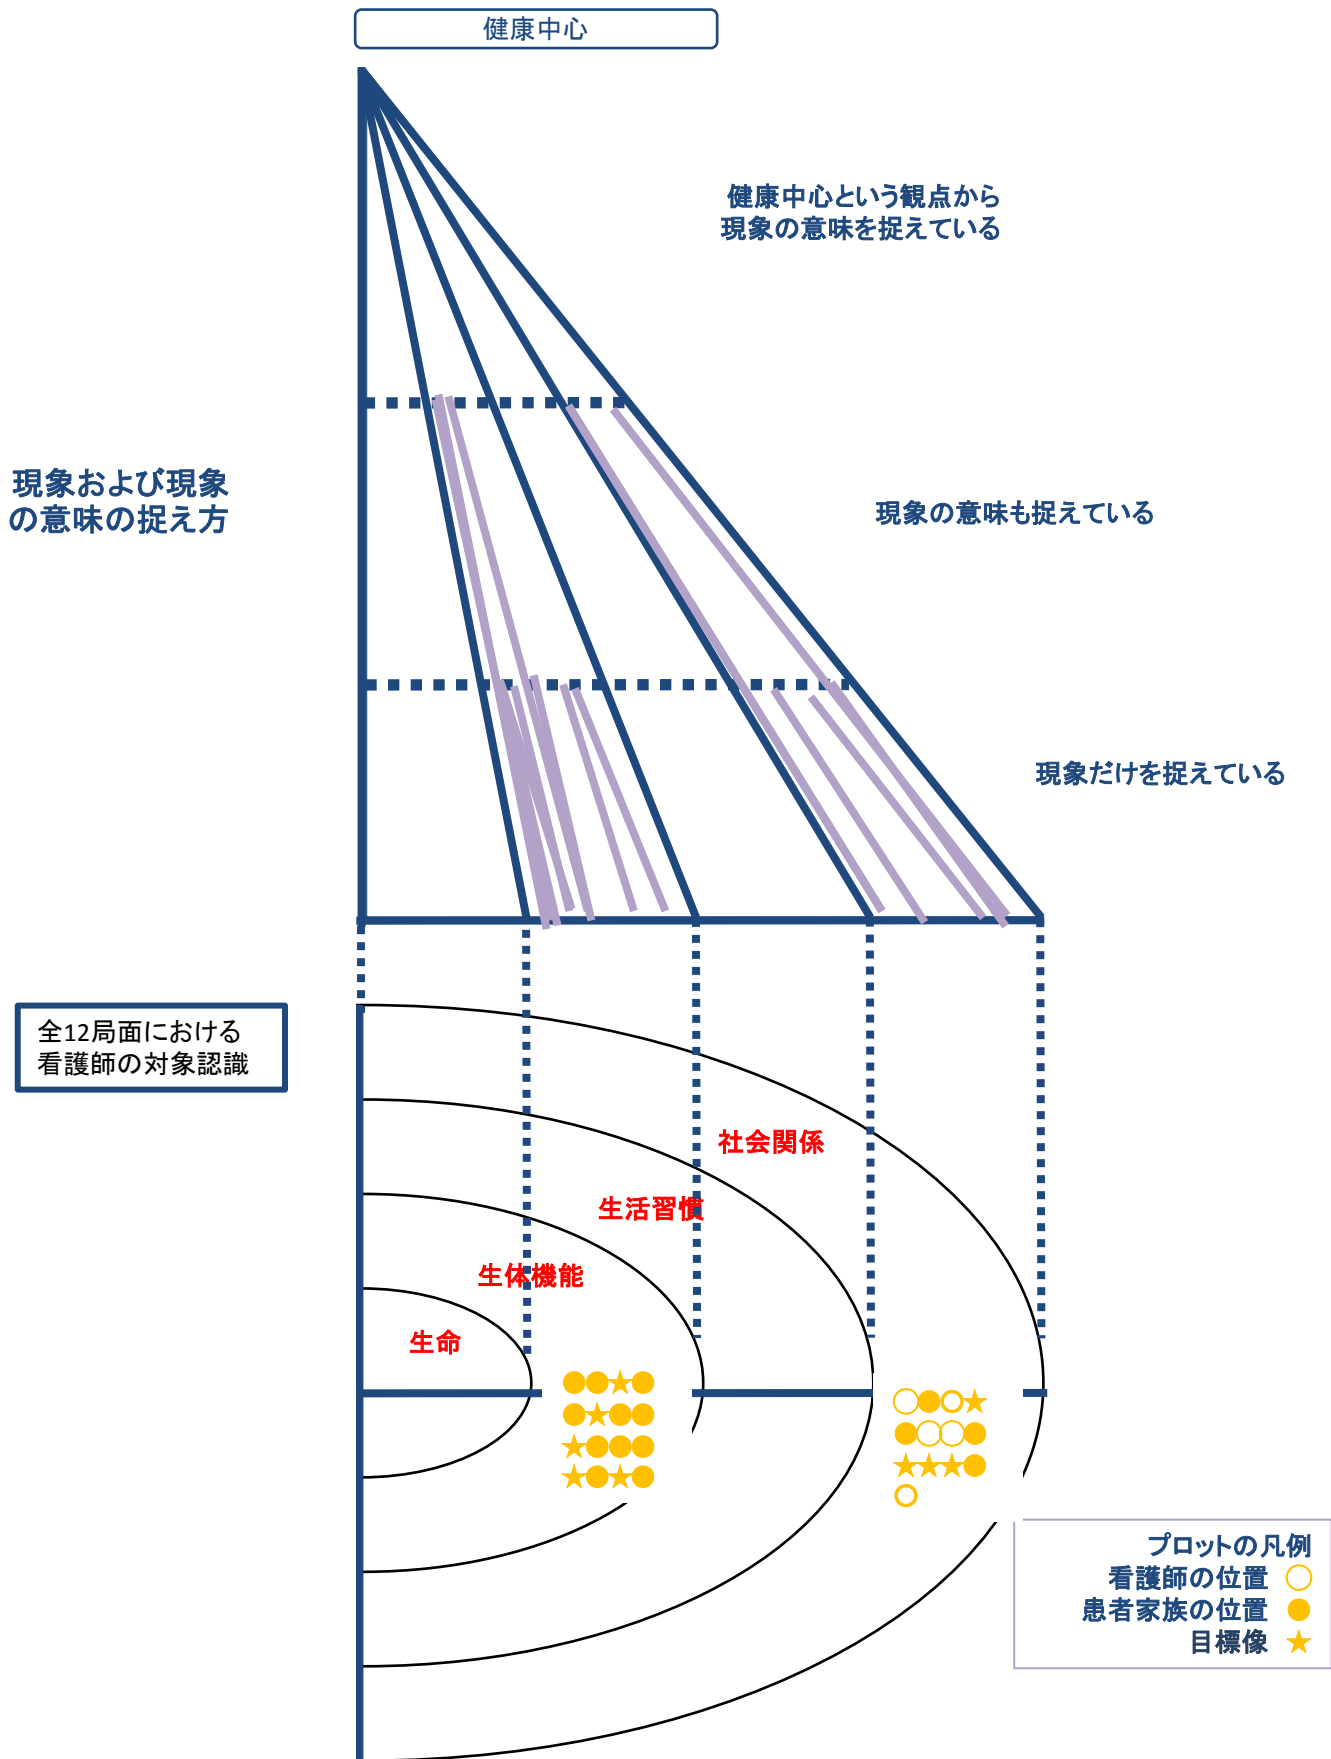 健康中心
健康中心という観点から
現象の意味を捉えている
現象および現象
の意味の捉え方
現象の意味も捉えている
現象だけを捉えている
全12局面における
看護師の対象認識
社会関係
生活習慣
生体機能
生命
プロットの凡例
看護師の位置
患者家族の位置
目標像